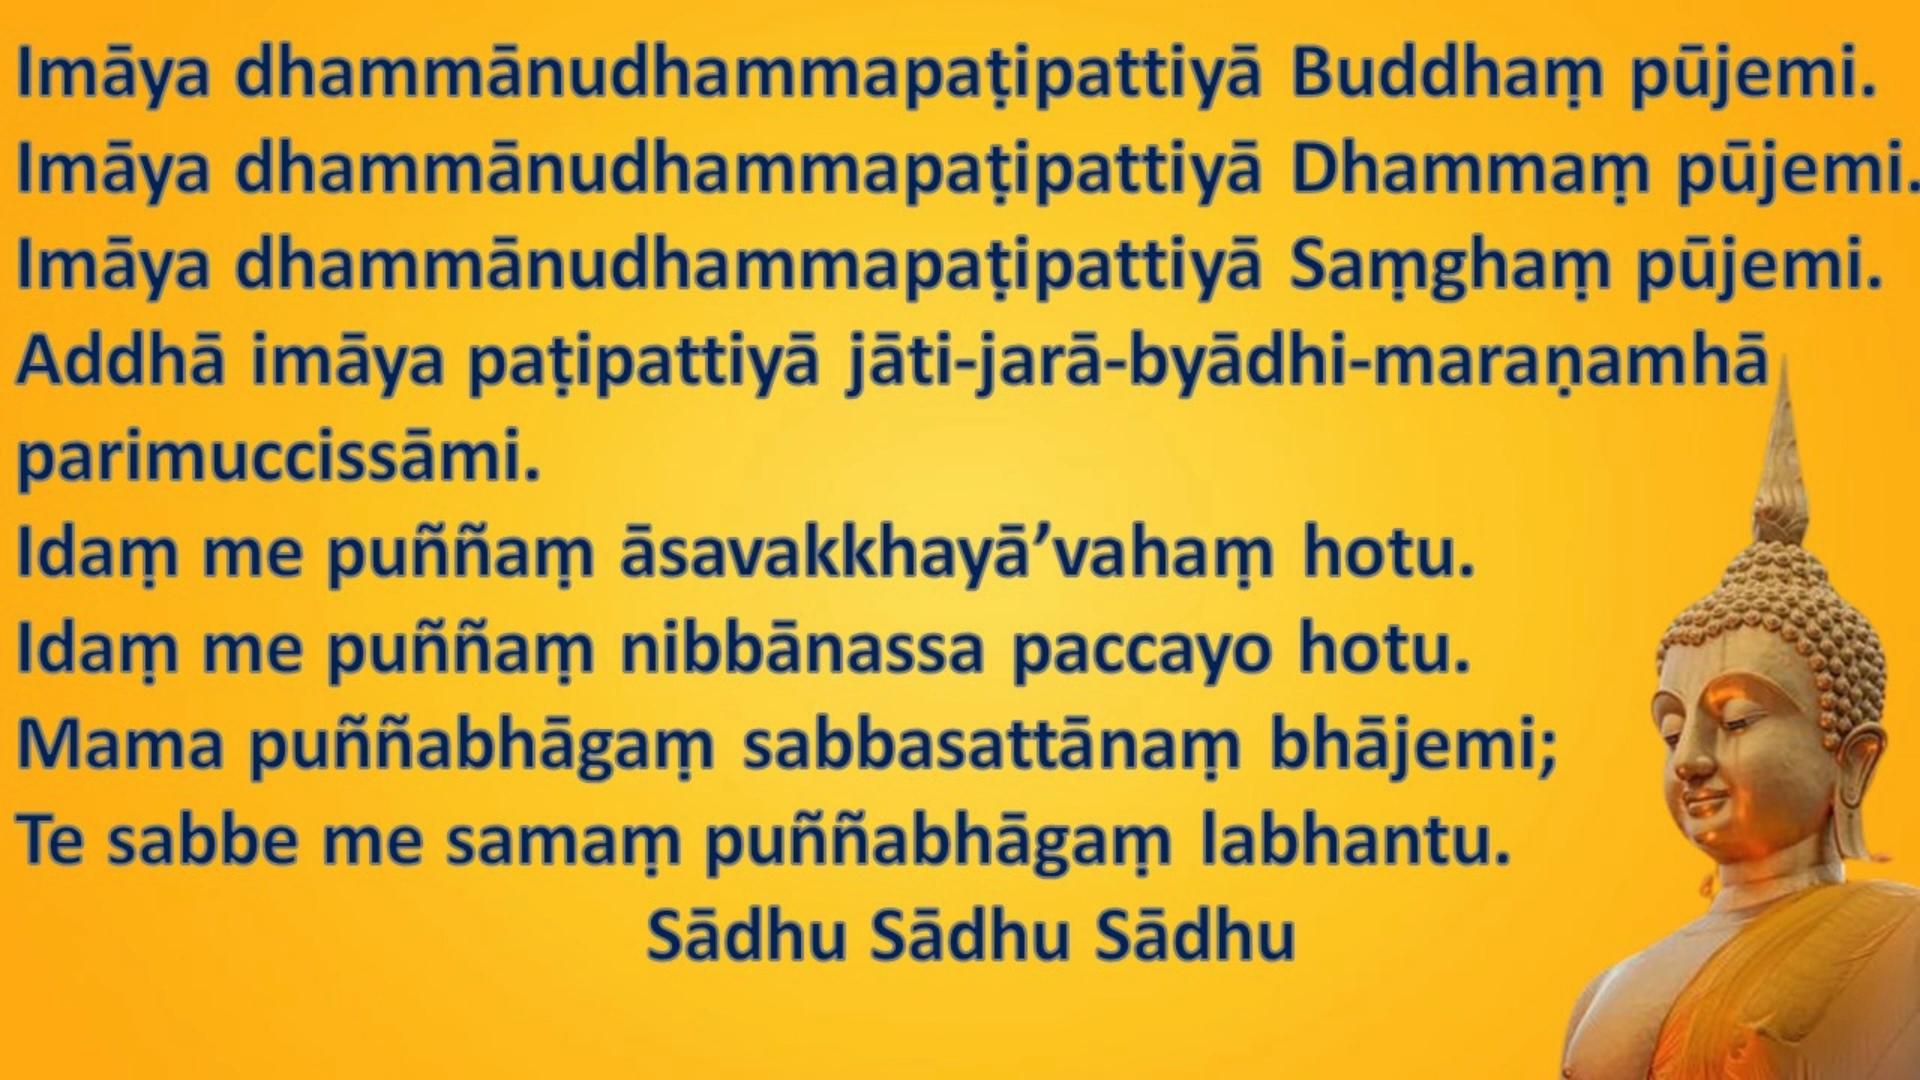 Imāya dhammānudhammapaṭipattiyā Buddhaṃ pūjemi.
Imāya dhammānudhammapaṭipattiyā Dhammaṃ pūjemi.
Imāya dhammānudhammapaṭipattiyā Saṃghaṃ pūjemi.
Addhā imāya paṭipattiyā jāti-jarā-byādhi-maraṇamhā
parimuccissāmi.
Idaṃ me puññaṃ āsavakkhayā’vahaṃ hotu.
Idaṃ me puññaṃ nibbānassa paccayo hotu.
Mama puññabhāgaṃ sabbasattānaṃ bhājemi;
Te sabbe me samaṃ puññabhāgaṃ labhantu.
Sādhu Sādhu Sādhu